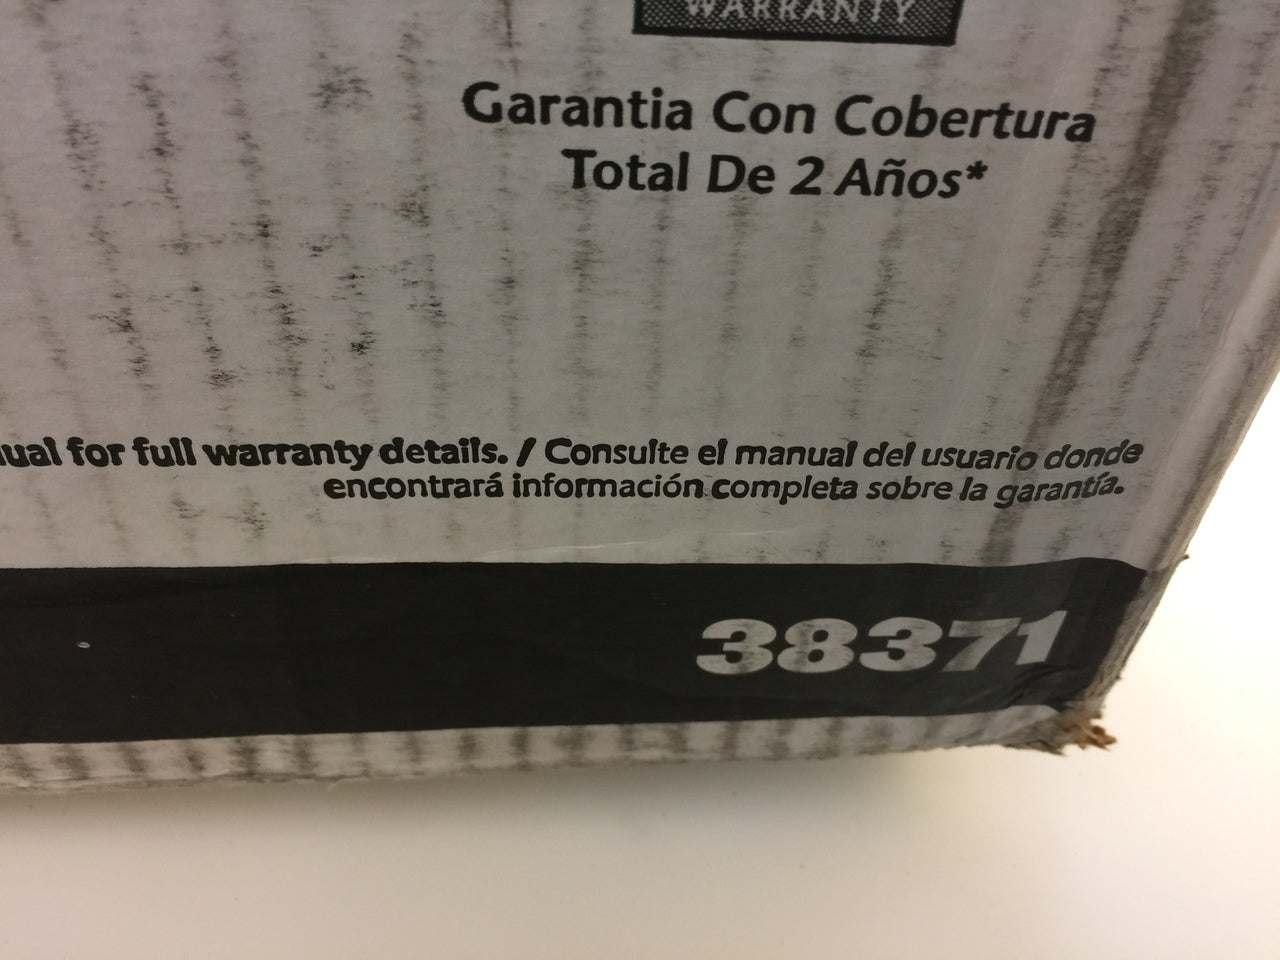 WARRANTY
Garantia Con Cobertura
Total De 2 Años*
for full warranty details. / Consulte el manual del usuario donde
encontrará información completa sobre la garantía.
38371